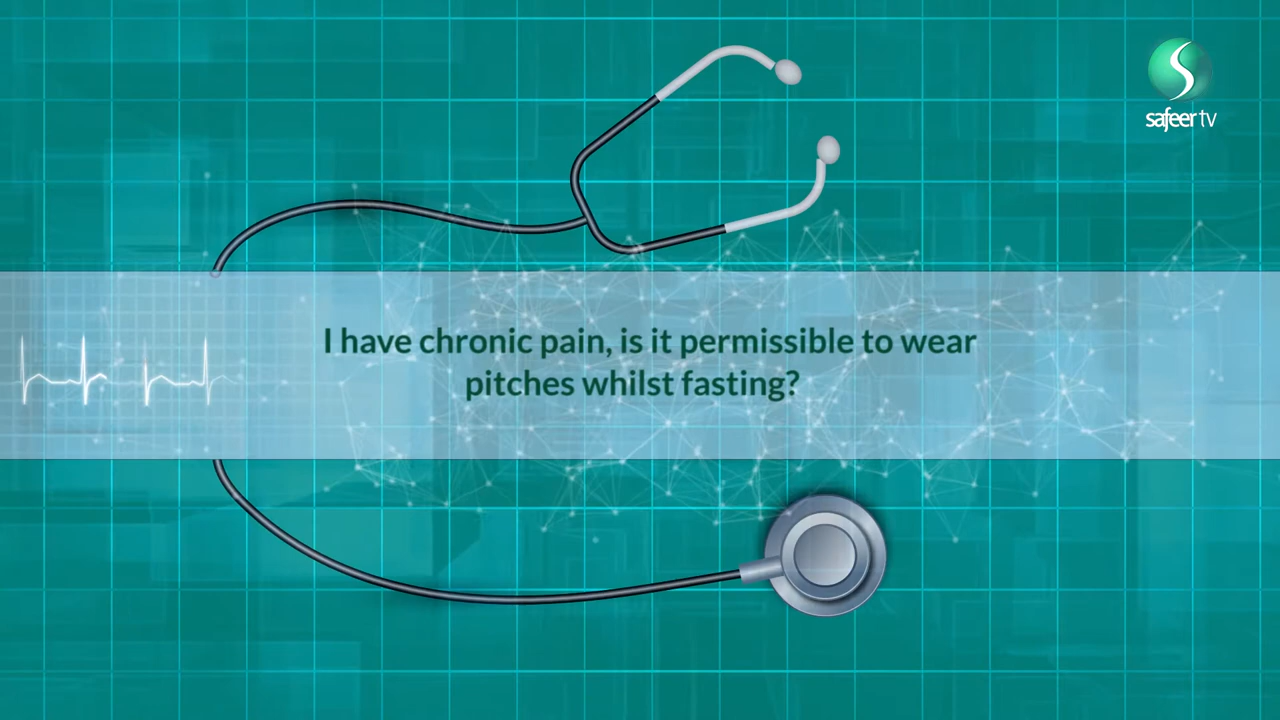 safeer tv
I have chronic pain, is it permissible to wear
pitches whilst fasting?